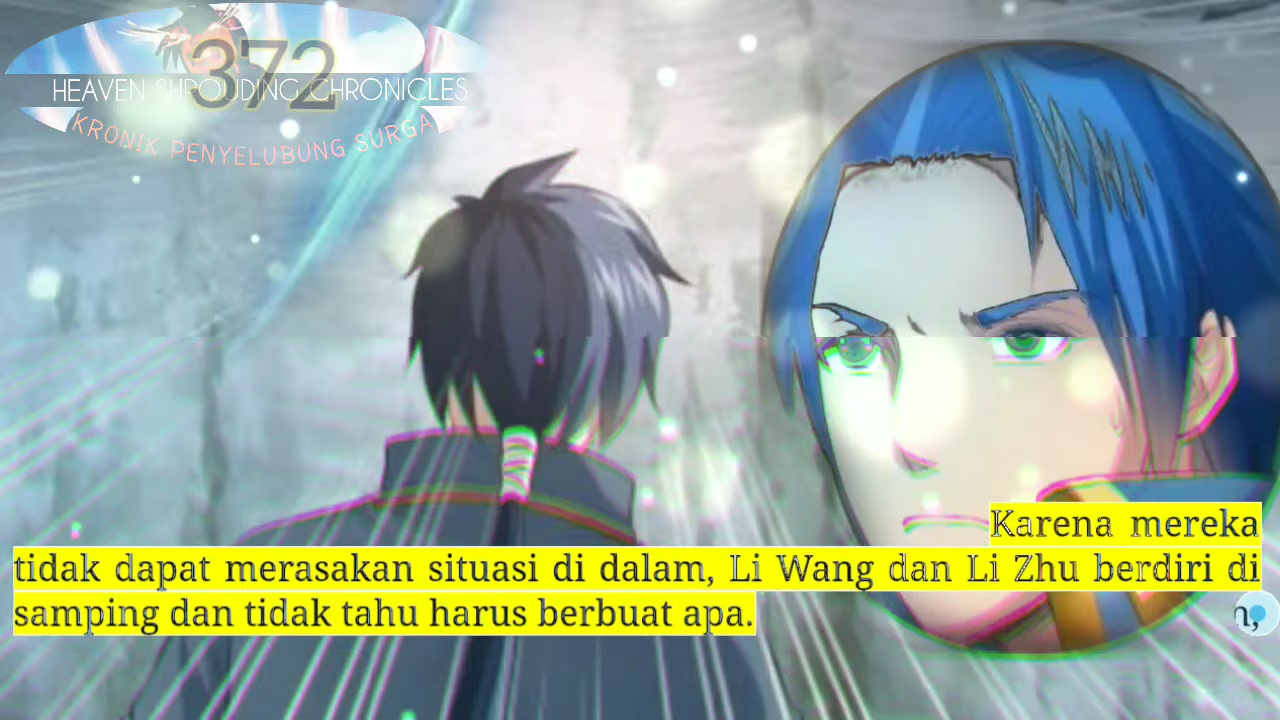 372
HEAVEN SHROUDING CHRONICLES
KRONIK PENYELUBUNG SURGA
Karena mereka
tidak dapat merasakan situasi di dalam, Li Wang dan Li Zhu berdiri di
samping dan tidak tahu harus berbuat apa.